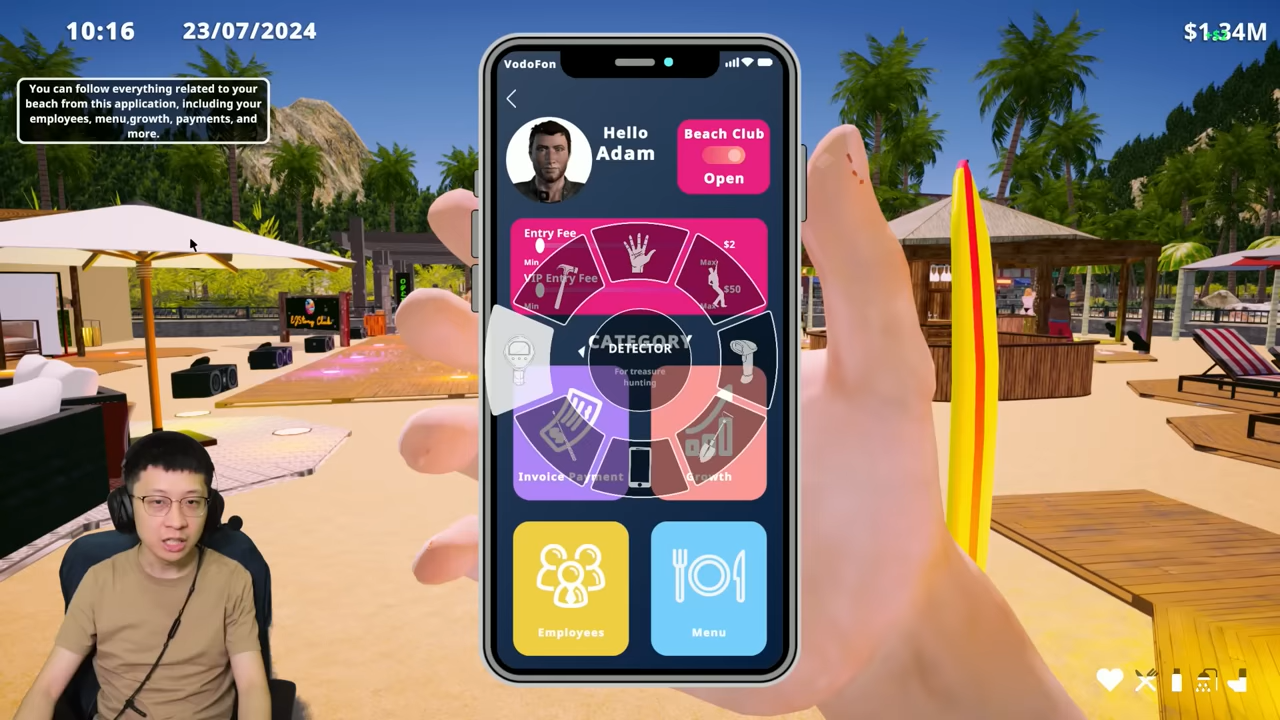 10:16
23/07/2024
$1.34M
You can follow everything related to your
beach from this application, including your
employees, menu,growth, payments, and
more.
VodoFon
Hello
Adam
Beach Club
Open
Entry Fee
$2
Min
Max
VIP Entry Fee
$50
Min
Max
CATEGORY
DETECTOR
For treasure
hunting
Invoice Payment
Growth
Employees
Menu